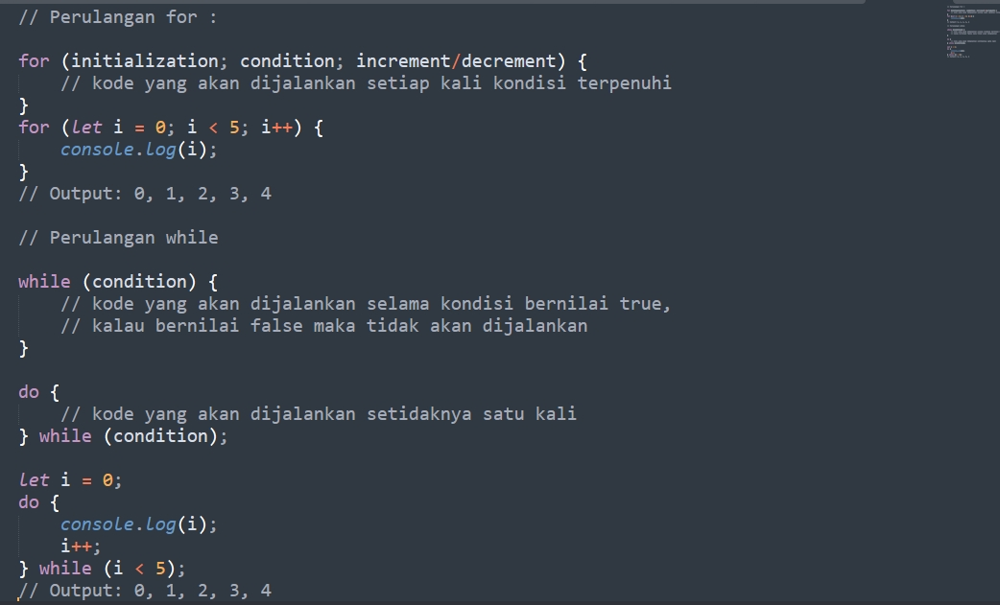 // Perulangan for :
for (initialization; condition; increment/decrement) {
    // kode yang akan dijalankan setiap kali kondisi terpenuhi
}
for (let i = 0; i < 5; i++) {
    console.log(i);
}
// Output: 0, 1, 2, 3, 4
// Perulangan while
while (condition) {
    // kode yang akan dijalankan selama kondisi bernilai true,
    // kalau bernilai false maka tidak akan dijalankan
}
do {
    // kode yang akan dijalankan setidaknya satu kali
} while (condition);
let i = 0;
do {
    console.log(i);
    i++;
} while (i < 5);
// Output: 0, 1, 2, 3, 4